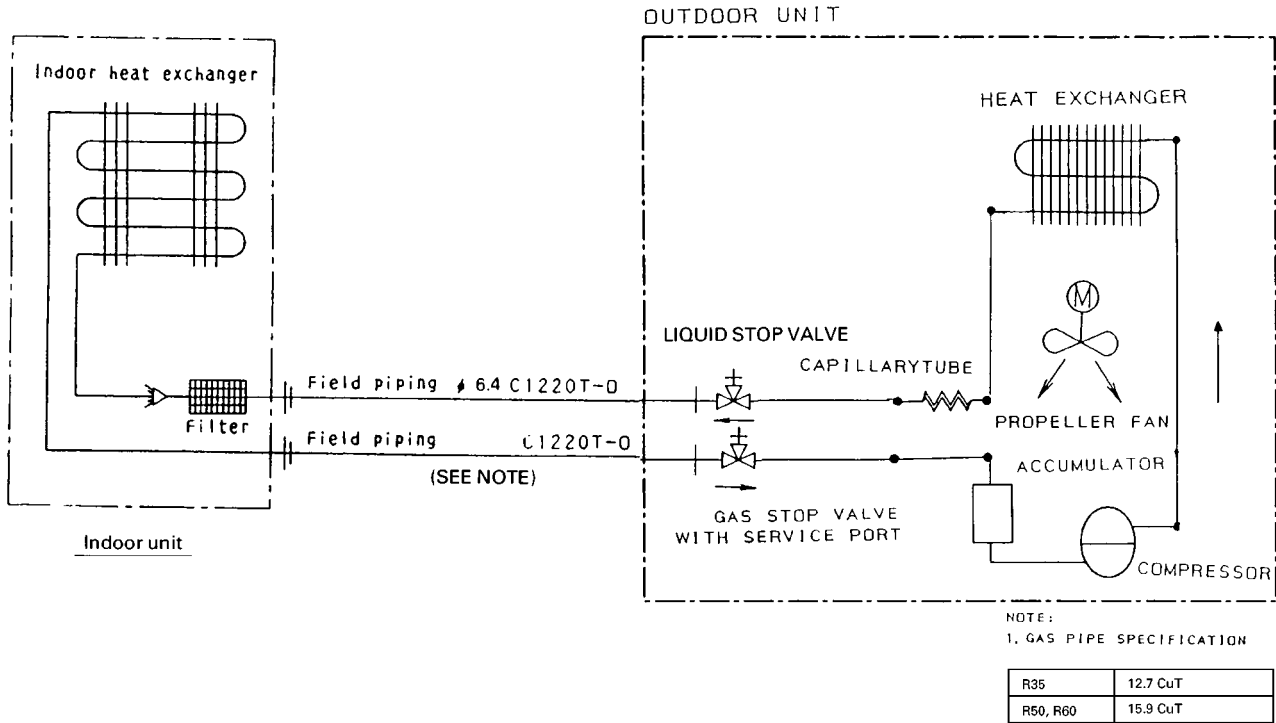 OUTDOOR UNIT
Indoor heat exchanger
HEAT EXCHANGER
M
LIQUID STOP VALVE
CAPILLARYTUBE
PROPELLER FAN
Field piping ø 6.4 C1220T-O
Filter
Field piping C1220T-O
(SEE NOTE)
ACCUMULATOR
GAS STOP VALVE
WITH SERVICE PORT
COMPRESSOR
Indoor unit
NOTE:
1. GAS PIPE SPECIFICATION
R35 12.7 CuT
R50, R60 15.9 CuT